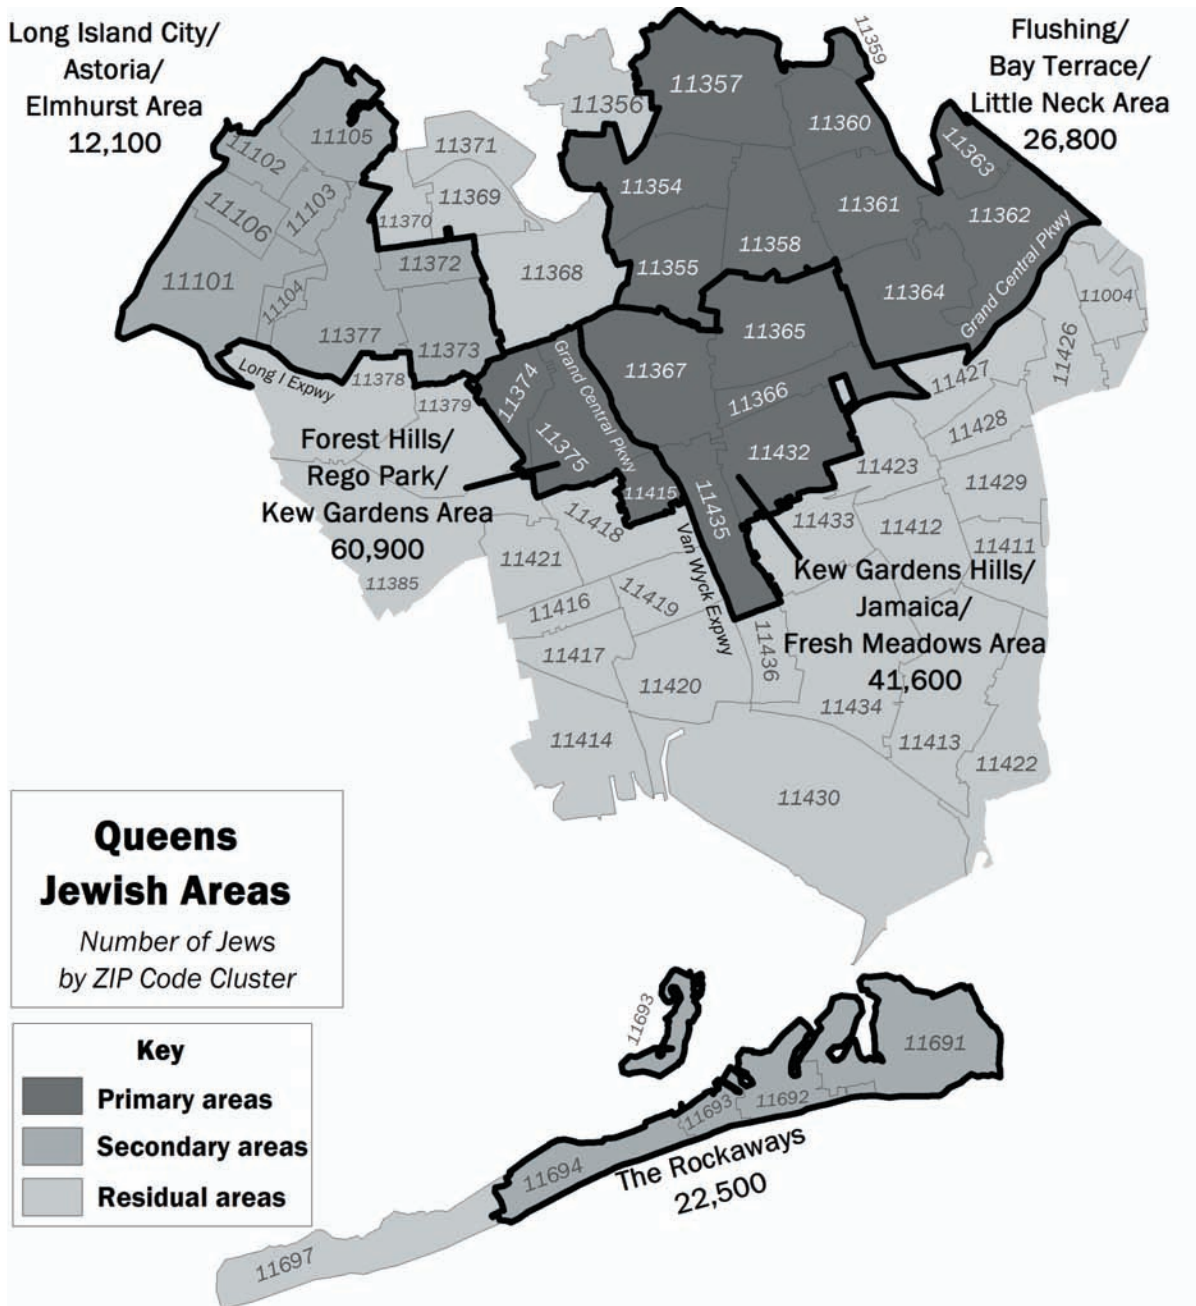 Long Island City/
Astoria/
Elmhurst Area
12,100
Flushing/
Bay Terrace/
Little Neck Area
26,800
11359
11357
11356
11360
11105
11102
11371
11363
11354
11103
11369
11106
11370
11361
11362
11358
Grand Central Pkwy
11372
11355
11368
11101
11104
11364
11004
11377
11365
11426
11373
Grand Central Pkwy
Long I Expwy
11378
11374
11367
11427
11379
11366
11375
11432
11428
Forest Hills/
Rego Park/
Kew Gardens Area
60,900
11423
11415
11435
11429
11418
11433
11412
11411
Van Wyck Expwy
11421
Kew Gardens Hills/
Jamaica/
Fresh Meadows Area
41,600
11385
11419
11416
11436
11417
11420
11434
11414
11413
11422
11430
Queens
Jewish Areas
Number of Jews
by ZIP Code Cluster
Key
Primary areas
Secondary areas
Residual areas
11693
11691
11692
11693
11694
The Rockaways
22,500
11697